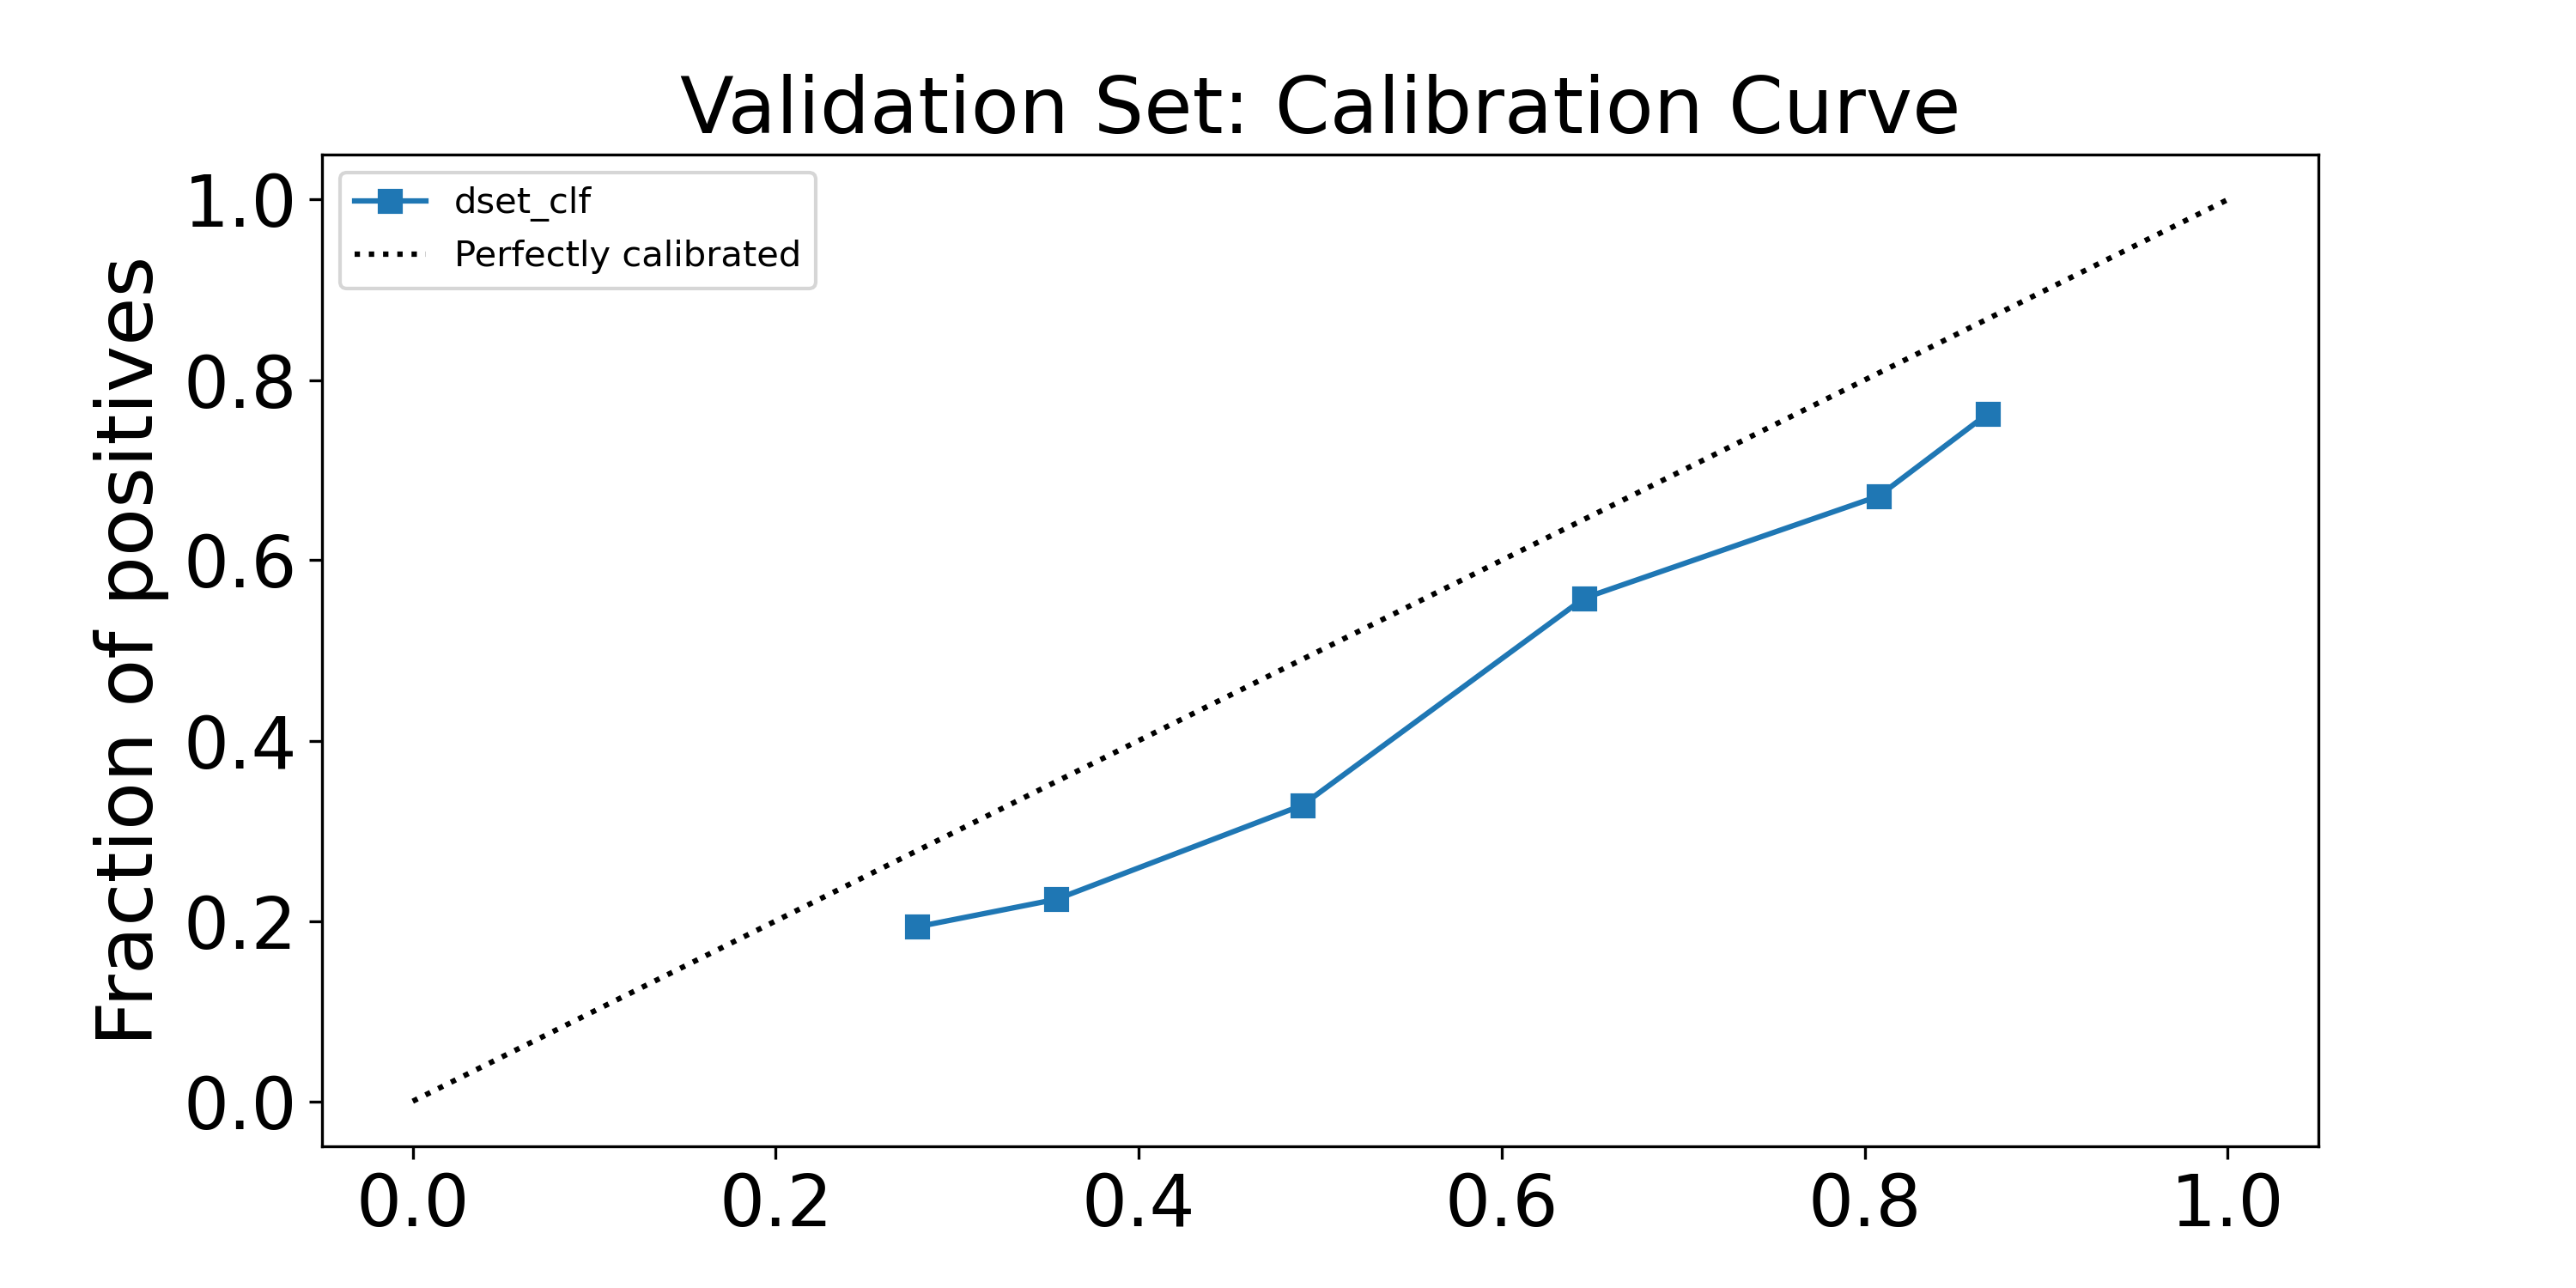 Validation Set: Calibration Curve
dset_clf
Perfectly calibrated
Fraction of positives
1.0
0.8
0.6
0.4
0.2
0.0
0.0 0.2 0.4 0.6 0.8 1.0